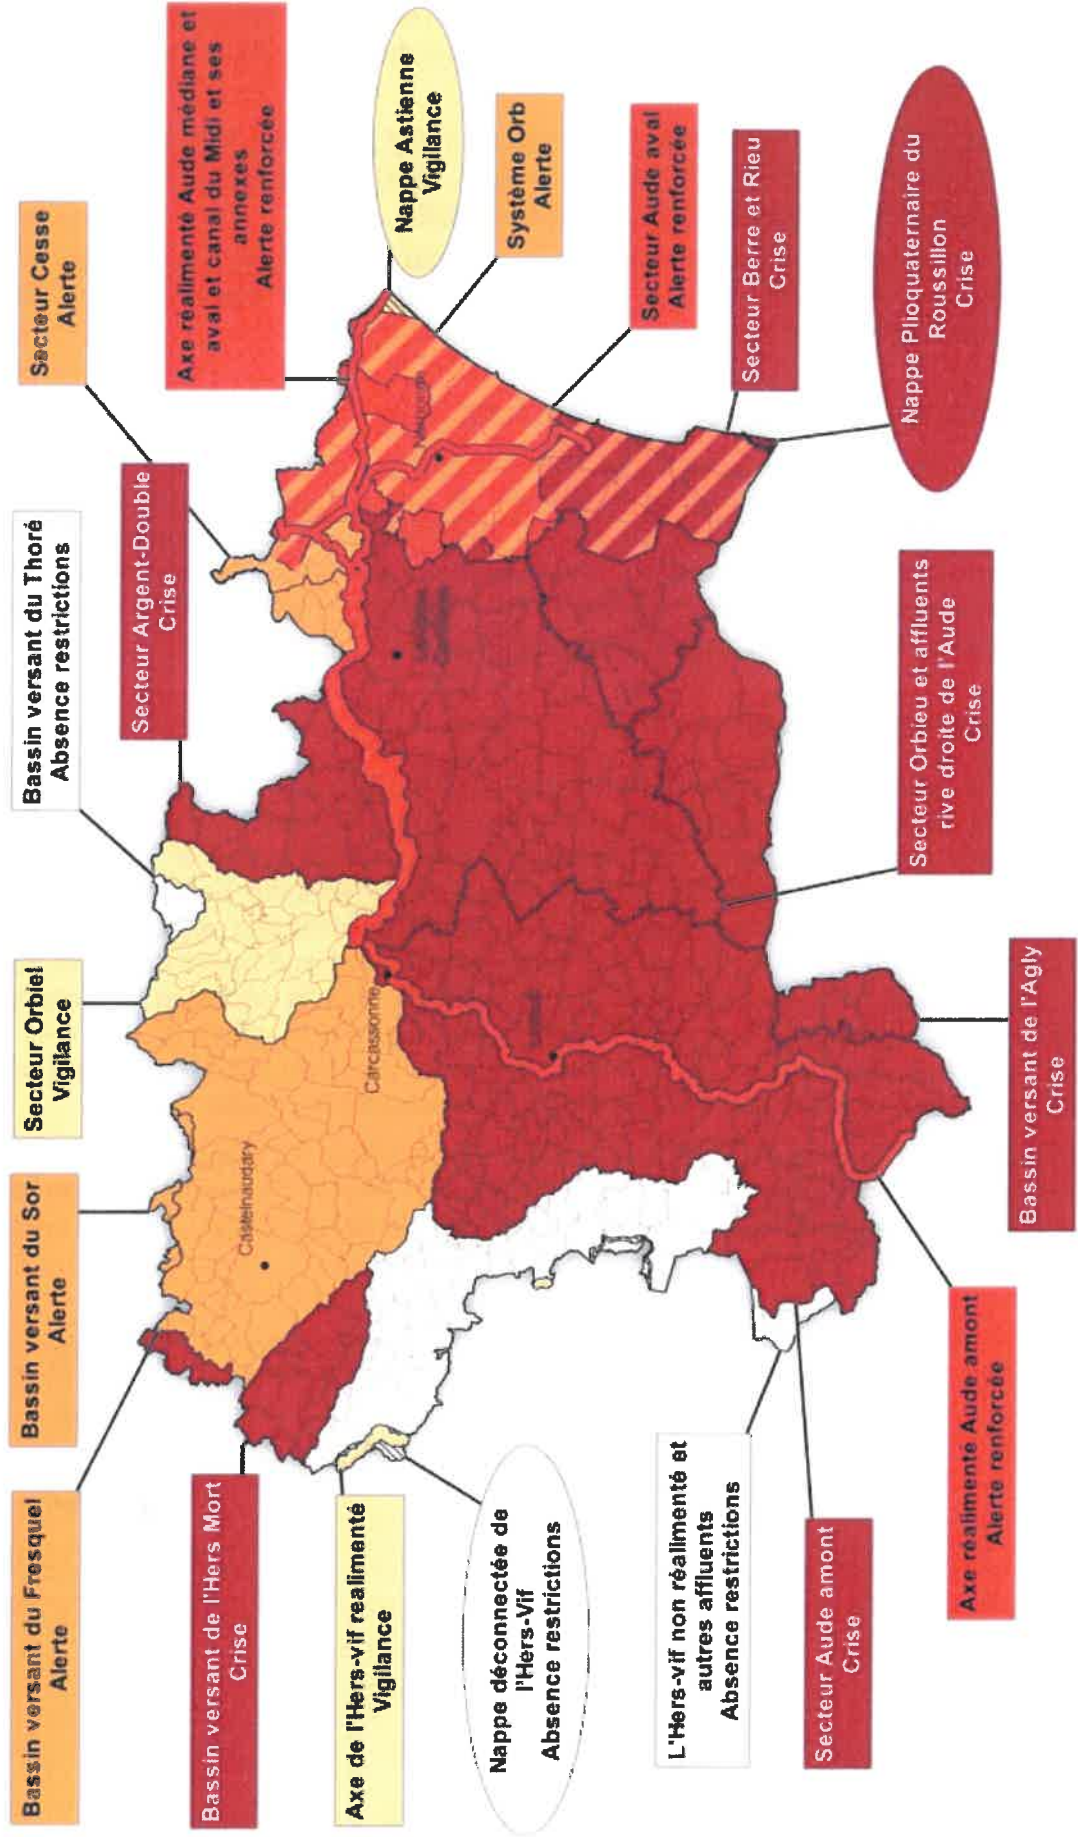 Bassin versant du Fresquel
Alerte
Bassin versant du Sor
Alerte
Secteur Orbiel
Vigilance
Bassin versant du Thoré
Absence restrictions
Secteur Argent-Double
Crise
Secteur Cesse
Alerte
Axe réalimenté Aude médiane et
aval et canal du Midi et ses
annexes
Alerte renforcée
Nappe Astienne
Vigilance
Système Orb
Alerte
Secteur Aude aval
Alerte renforcée
Secteur Berre et Rieu
Crise
Nappe Plioquaternaire du
Roussillon
Crise
Secteur Orbieu et affluents
rive droite de l'Aude
Crise
Bassin versant de l'Agly
Crise
Axe réalimenté Aude amont
Alerte renforcée
Secteur Aude amont
Crise
L'Hers-vif non réalimenté et
autres affluents
Absence restrictions
Nappe déconnectée de
l'Hers-Vif
Absence restrictions
Axe de l'Hers-vif realimenté
Vigilance
Bassin versant de l'Hers Mort
Crise
Castelnaudary
Carcassonne